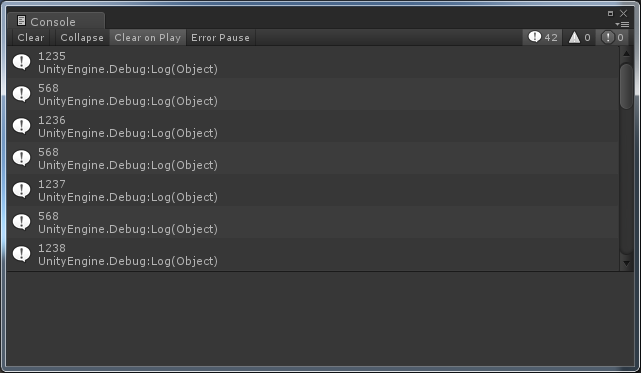 Console
Clear Collapse Clear on Play Error Pause 42 0 0
1235
UnityEngine.Debug:Log(Object)
568
UnityEngine.Debug:Log(Object)
1236
UnityEngine.Debug:Log(Object)
568
UnityEngine.Debug:Log(Object)
1237
UnityEngine.Debug:Log(Object)
568
UnityEngine.Debug:Log(Object)
1238
UnityEngine.Debug:Log(Object)